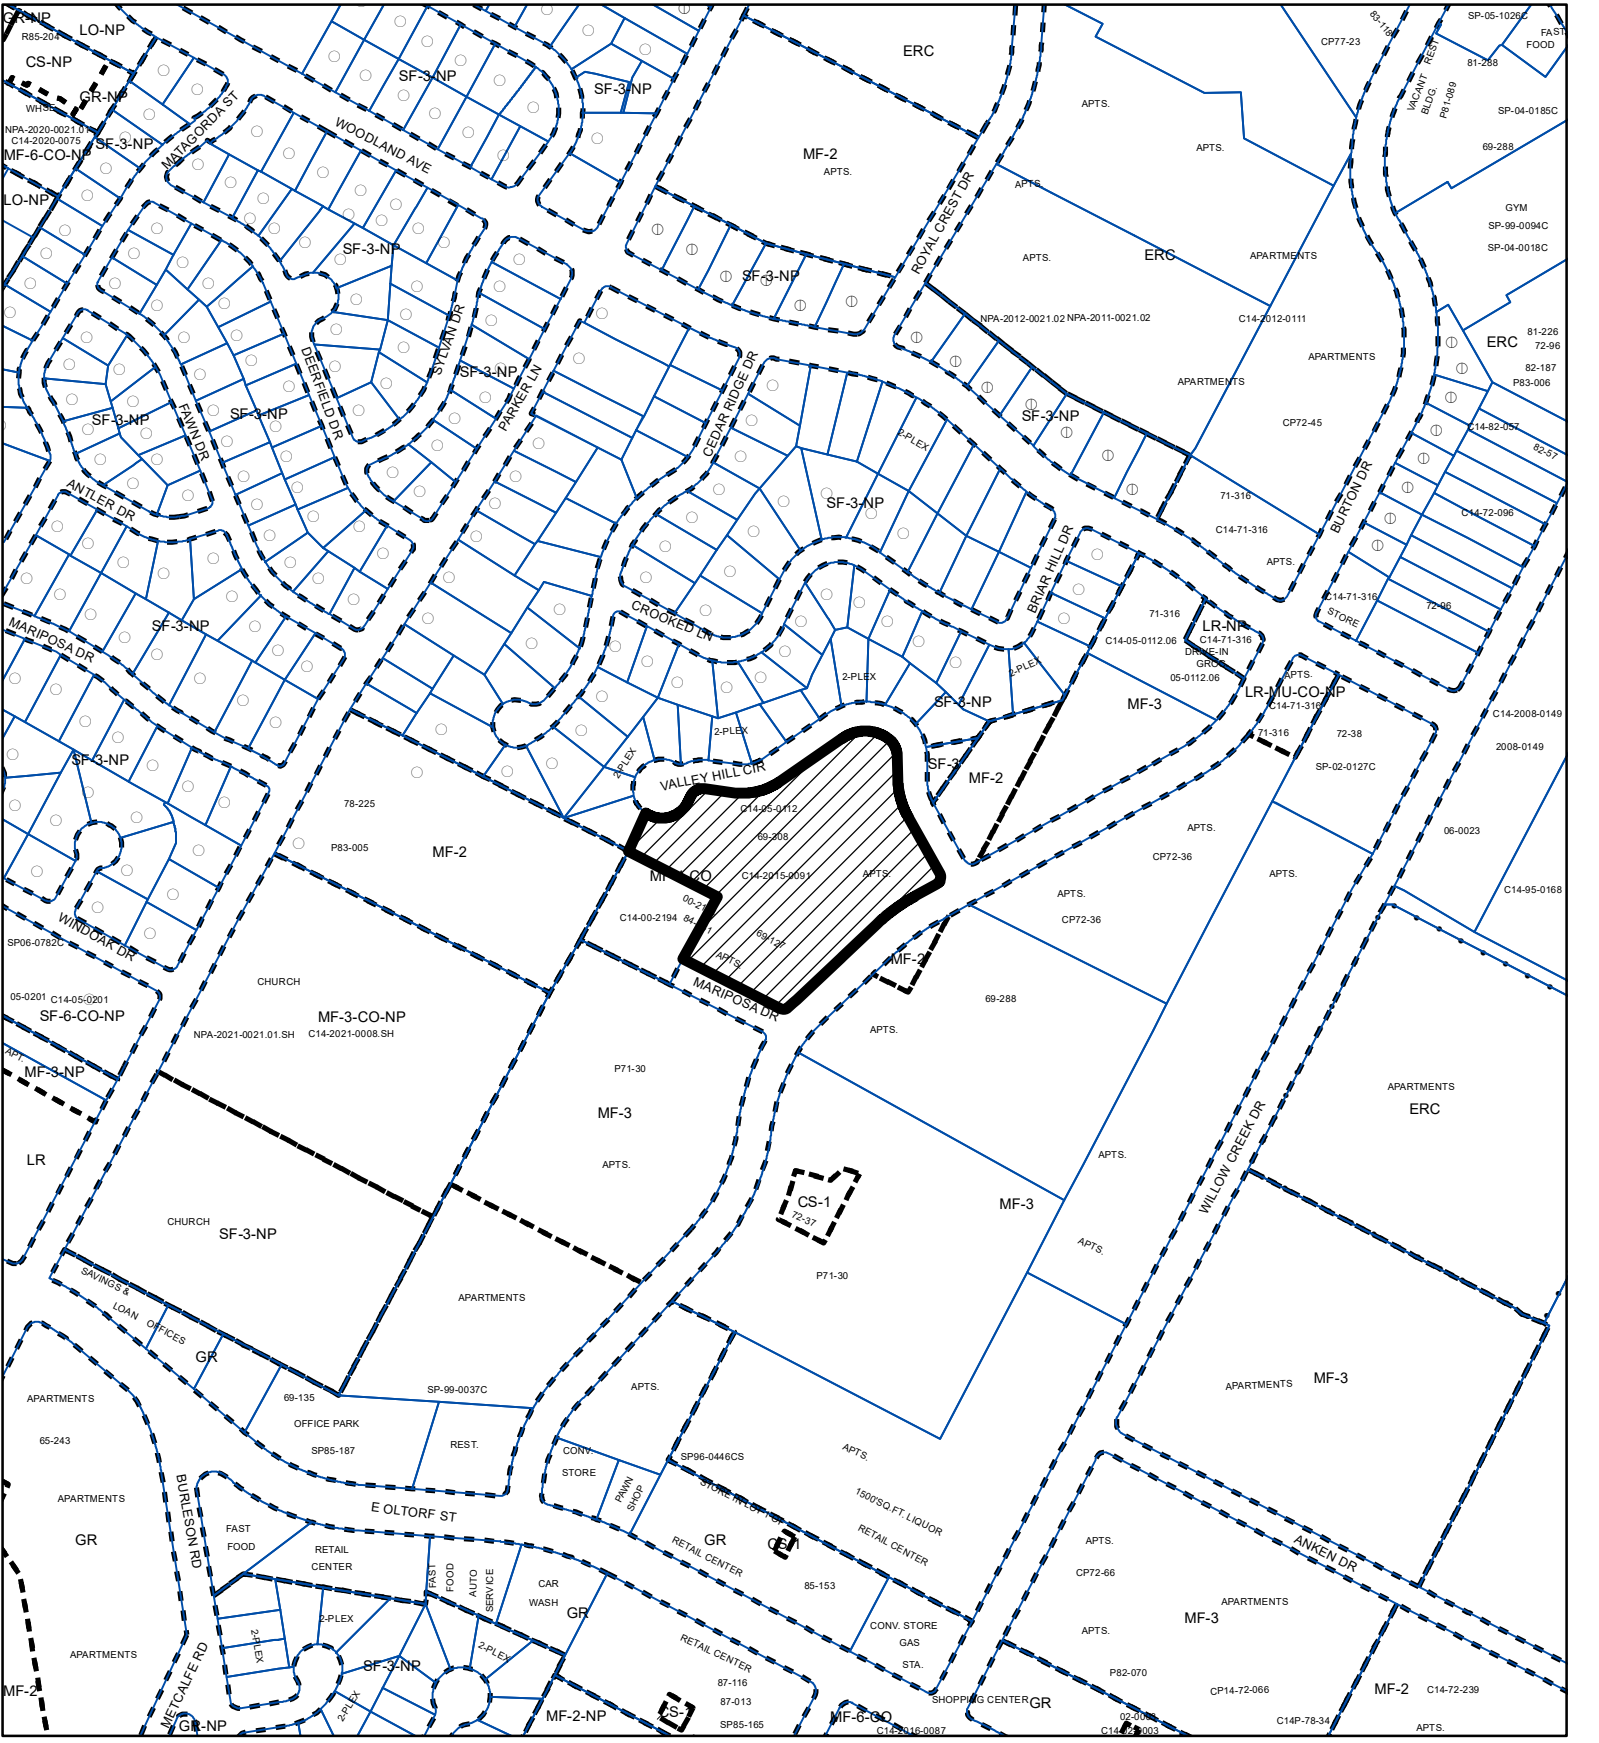 GR-NP
R85-204
LO-NP
CS-NP
GR-NP
WHSE
NPA-2020-0021.01
C14-2020-0075
MF-6-CO-NP
SF-3-NP
LO-NP
MATAGORDA ST
WOODLAND AVE
SF-3-NP
SF-3-NP
ERC
MF-2
APTS.
ROYAL CREST DR
APTS.
APTS.
APTS.
APTS.
ERC
APARTMENTS
CP77-23
83-118
VACANT REST
BLDG.
P81-089
SP-05-1026C
FAST
FOOD
81-288
SP-04-0185C
69-288
GYM
SP-99-0094C
SP-04-0018C
SF-3-NP
SF-3-NP
NPA-2012-0021.02
NPA-2011-0021.02
C14-2012-0111
APARTMENTS
APARTMENTS
CP72-45
ERC
81-226
72-96
82-187
P83-006
C14-82-057
82-57
C14-72-096
72-96
SYLVAN DR
SF-3-NP
PARKER LN
DEERFIELD DR
SF-3-NP
FAWN DR
SF-3-NP
ANTLER DR
CEDAR RIDGE DR
2-PLEX
SF-3-NP
SF-3-NP
71-316
C14-71-316
APTS.
BURTON DR
C14-71-316
STORE
BRIAR HILL DR
CROOKED LN
MARIPOSA DR
SF-3-NP
SF-3-NP
71-316
C14-05-0112.06
LR-NP
C14-71-316
DRIVE-IN
GROC
05-0112.06
MF-3
APTS.
LR-MU-CO-NP
C14-71-316
71-316
72-38
SP-02-0127C
C14-2008-0149
2008-0149
2-PLEX
2-PLEX
2-PLEX
2-PLEX
SF-3-NP
SF-3
MF-2
VALLEY HILL CIR
C14-05-0112
69-308
C14-2015-0091
APTS.
69-127
APTS.
C14-00-2194
78-225
P83-005
MF-2
APTS.
CP72-36
APTS.
CP72-36
APTS.
06-0023
C14-95-0168
WINDOAK DR
SP06-0782C
05-0201
C14-05-0201
SF-6-CO-NP
APT.
MF-3-NP
CHURCH
MF-3-CO-NP
NPA-2021-0021.01.SH
C14-2021-0008.SH
MARIPOSA DR
MF-2
69-288
APTS.
P71-30
MF-3
APTS.
APARTMENTS
ERC
LR
CHURCH
SF-3-NP
CS-1
72-37
MF-3
APTS.
APTS.
WILLOW CREEK DR
P71-30
SAVINGS &
LOAN OFFICES
GR
APARTMENTS
SP-99-0037C
69-135
OFFICE PARK
SP85-187
REST.
APTS.
APARTMENTS
65-243
APARTMENTS
GR
APARTMENTS
APARTMENTS
MF-3
BURLESON RD
E OLTORF ST
CONV.
STORE
PAWN
SHOP
SP96-0446CS
APTS.
1500'SQ.FT. LIQUOR
RETAIL CENTER
GR
RETAIL CENTER
85-153
FAST
FOOD
RETAIL
CENTER
FAST
FOOD
AUTO
SERVICE
CAR
WASH
GR
CONV. STORE
GAS
STA.
APTS.
CP72-66
ANKEN DR
APARTMENTS
MF-3
APTS.
P82-070
CP14-72-066
MF-2
C14-72-239
C14P-78-34
APTS.
2-PLEX
2-PLEX
2-PLEX
2-PLEX
SF-3-NP
METCALFE RD
GR-NP
MF-2
MF-2-NP
RETAIL CENTER
87-116
87-013
SP85-165
MF-6-CO
C14-2016-0087
SHOPPING CENTER
GR